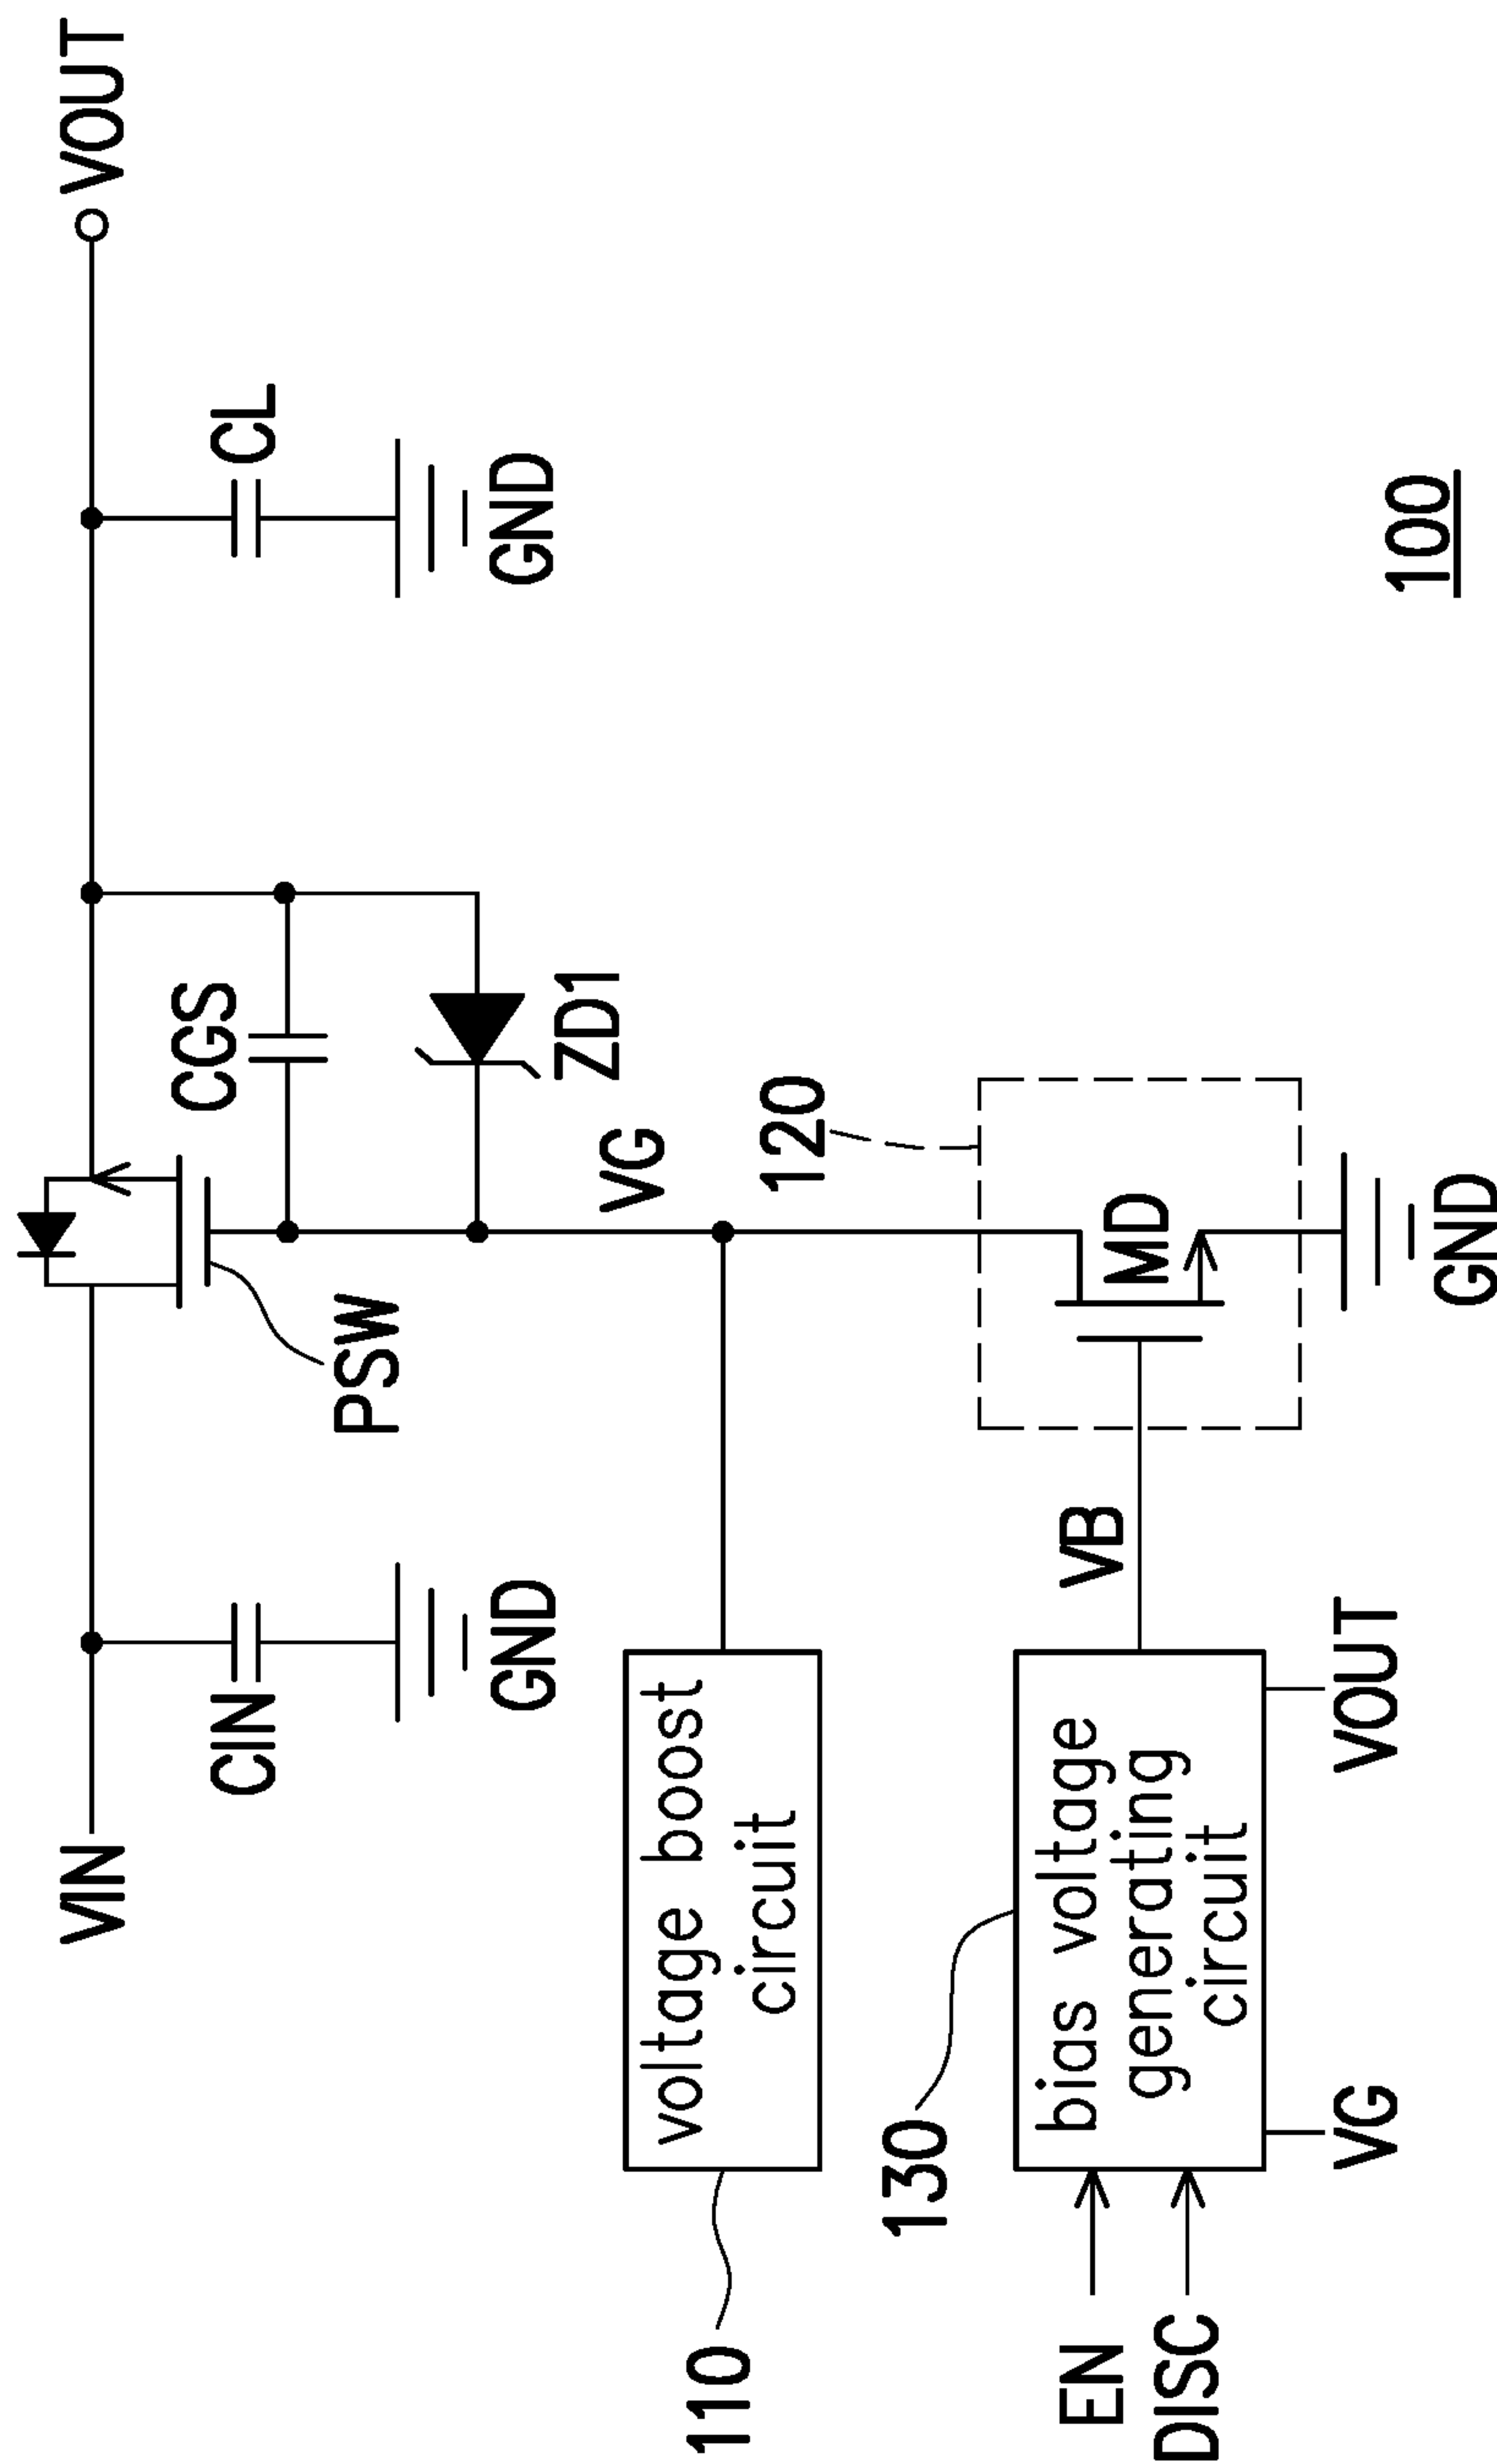 VIN
VOUT
CIN
GND
PSW
CGS
CL
GND
ZD1
VG
110
voltage boost
circuit
120
130
EN
DISC
bias voltage
generating
circuit
VB
MD
VG
VOUT
GND
100